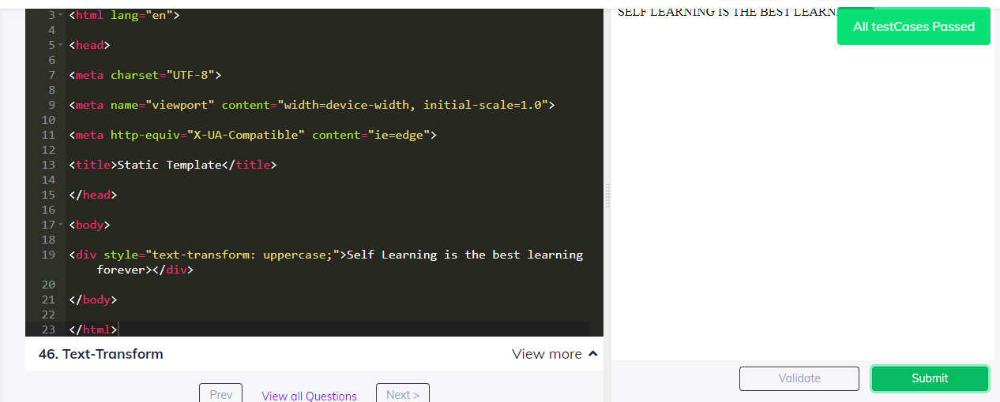 3 <html lang="en">
4
5 <head>
6
7 <meta charset="UTF-8">
8
9 <meta name="viewport" content="width=device-width, initial-scale=1.0">
10
11 <meta http-equiv="X-UA-Compatible" content="ie=edge">
12
13 <title>Static Template</title>
14
15 </head>
16
17 <body>
18
19 <div style="text-transform: uppercase;">Self Learning is the best learning
forever></div>
20
21 </body>
22
23 </html>
46. Text-Transform
View more
Prev
View all Questions
Next >
SELF LEARNING IS THE BEST LEARN
All testCases Passed
Validate
Submit